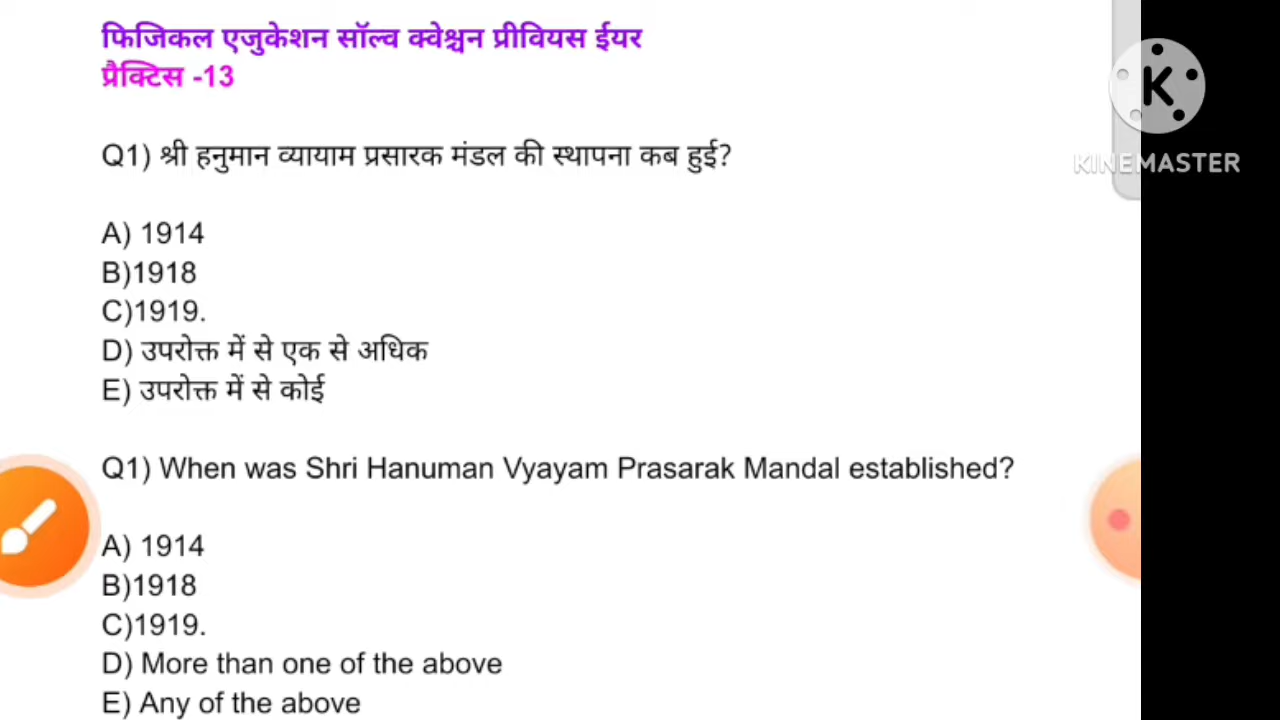 फिजिकल एजुकेशन सॉल्व क्वेश्चन प्रीवियस ईयर
प्रैक्टिस -13
Q1) श्री हनुमान व्यायाम प्रसारक मंडल की स्थापना कब हुई?
A) 1914
B)1918
C)1919.
D) उपरोक्त में से एक से अधिक
E) उपरोक्त में से कोई
Q1) When was Shri Hanuman Vyayam Prasarak Mandal established?
A) 1914
B)1918
C)1919.
D) More than one of the above
E) Any of the above
K
KINEMASTER